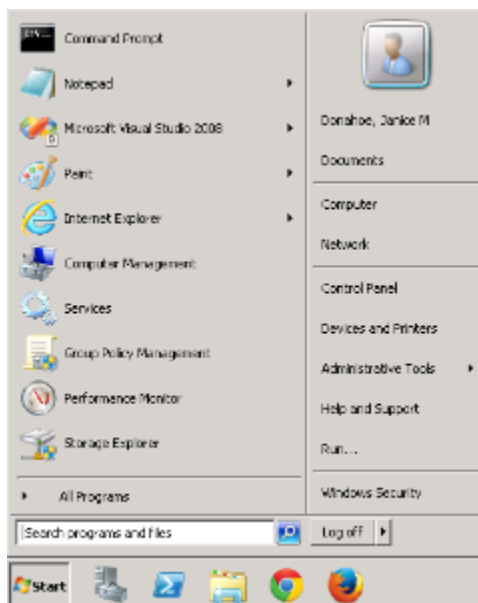 Command Prompt
Notepad
Microsoft Visual Studio 2008
Paint
Internet Explorer
Computer Management
Services
Group Policy Management
Performance Monitor
Storage Explorer
All Programs
Search programs and files
Donahoe, Janice M
Documents
Computer
Network
Control Panel
Devices and Printers
Administrative Tools
Help and Support
Run...
Windows Security
Log off
Start